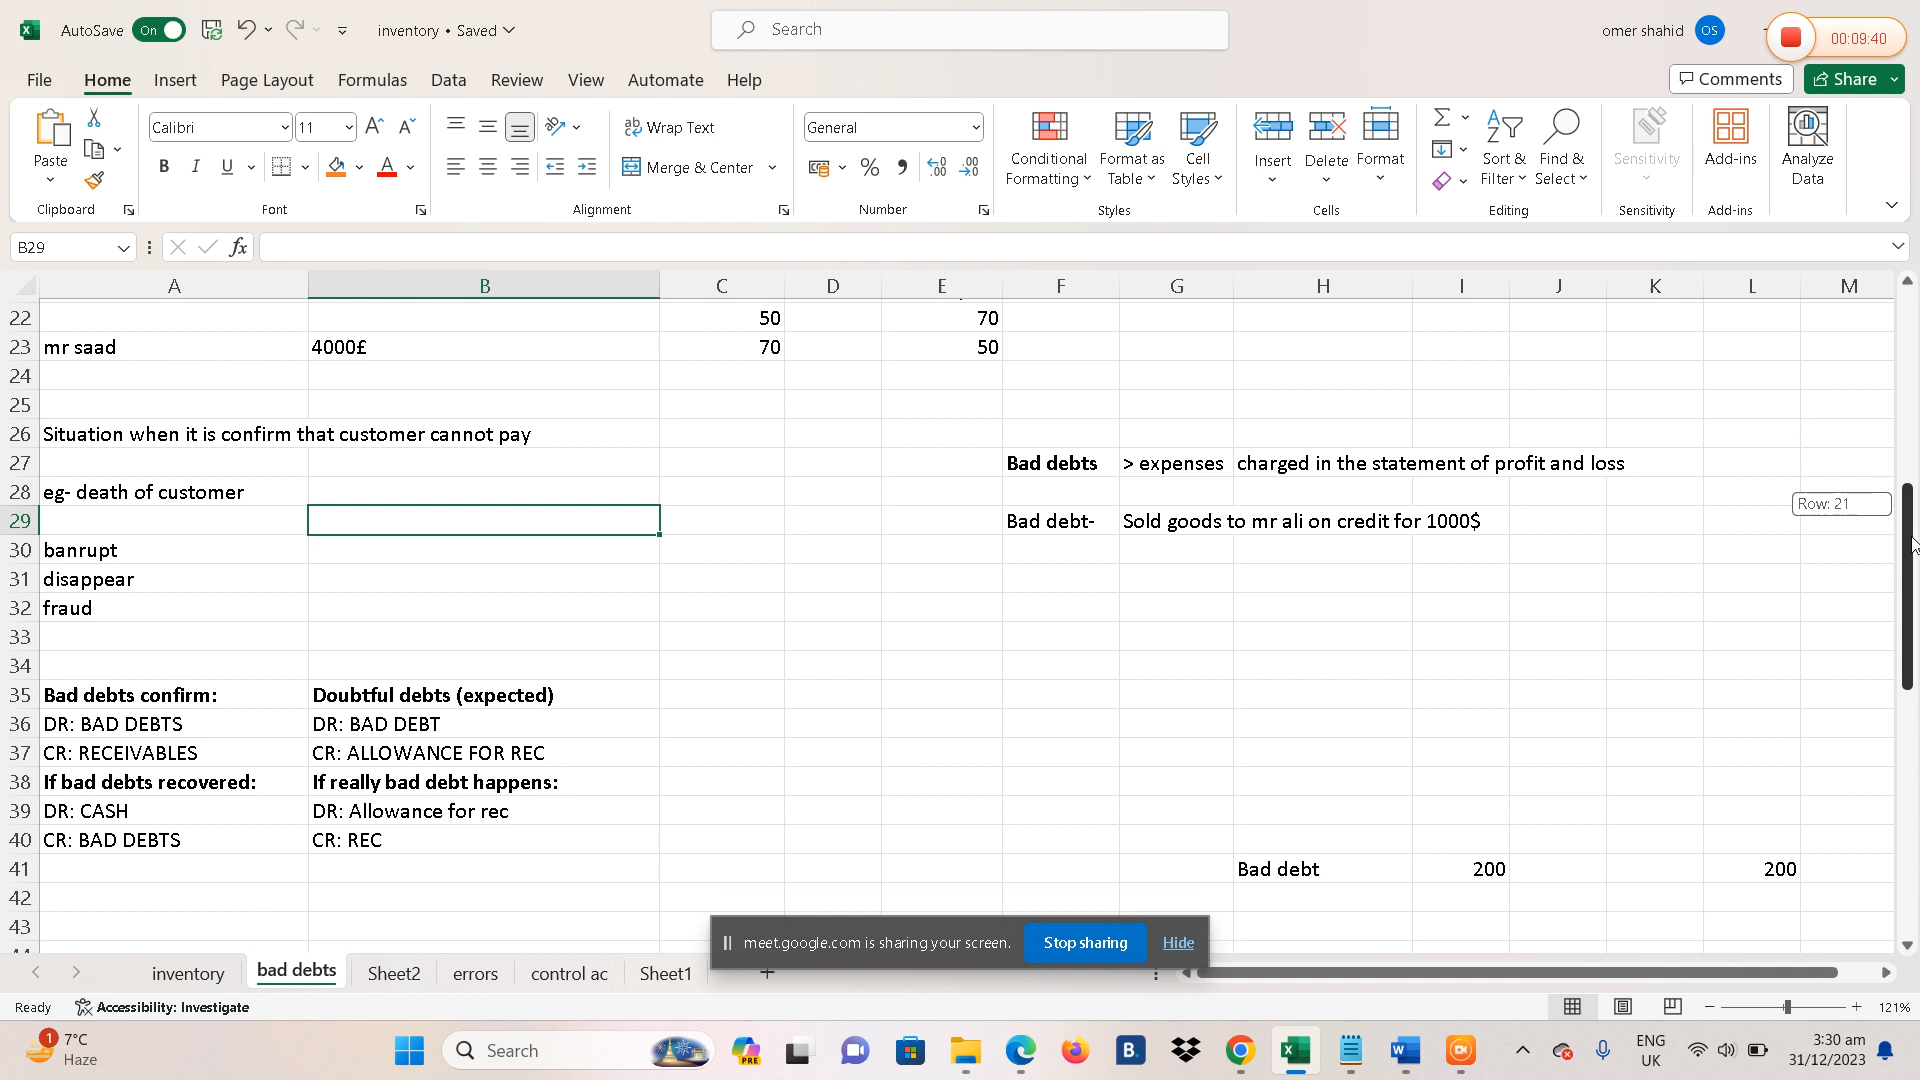 AutoSave On inventory • Saved Search omer shahid OS 00:09:40
File Home Insert Page Layout Formulas Data Review View Automate Help Comments Share
Calibri 11 Wrap Text General
Paste B I U Merge & Center % Conditional Formatting Format as Table Cell Styles Insert Delete Format Sort & Filter Find & Select Sensitivity Add-ins Analyze Data
Clipboard Font Alignment Number Styles Cells Editing Sensitivity Add-ins
B29 fx
A B C D E F G H I J K L M
22 50 70
23 mr saad 4000£ 70 50
24
25
26 Situation when it is confirm that customer cannot pay
27 Bad debts > expenses charged in the statement of profit and loss
28 eg- death of customer
Row: 21
29 Bad debt- Sold goods to mr ali on credit for 1000$
30 banrupt
31 disappear
32 fraud
33
34
35 Bad debts confirm: Doubtful debts (expected)
36 DR: BAD DEBTS DR: BAD DEBT
37 CR: RECEIVABLES CR: ALLOWANCE FOR REC
38 If bad debts recovered: If really bad debt happens:
39 DR: CASH DR: Allowance for rec
40 CR: BAD DEBTS CR: REC
41 Bad debt 200 200
42
43
meet.google.com is sharing your screen. Stop sharing Hide
inventory bad debts Sheet2 errors control ac Sheet1
Ready Accessibility: Investigate 121%
1 7°C Search PRE B. ENG 3:30 am
Haze UK 31/12/2023